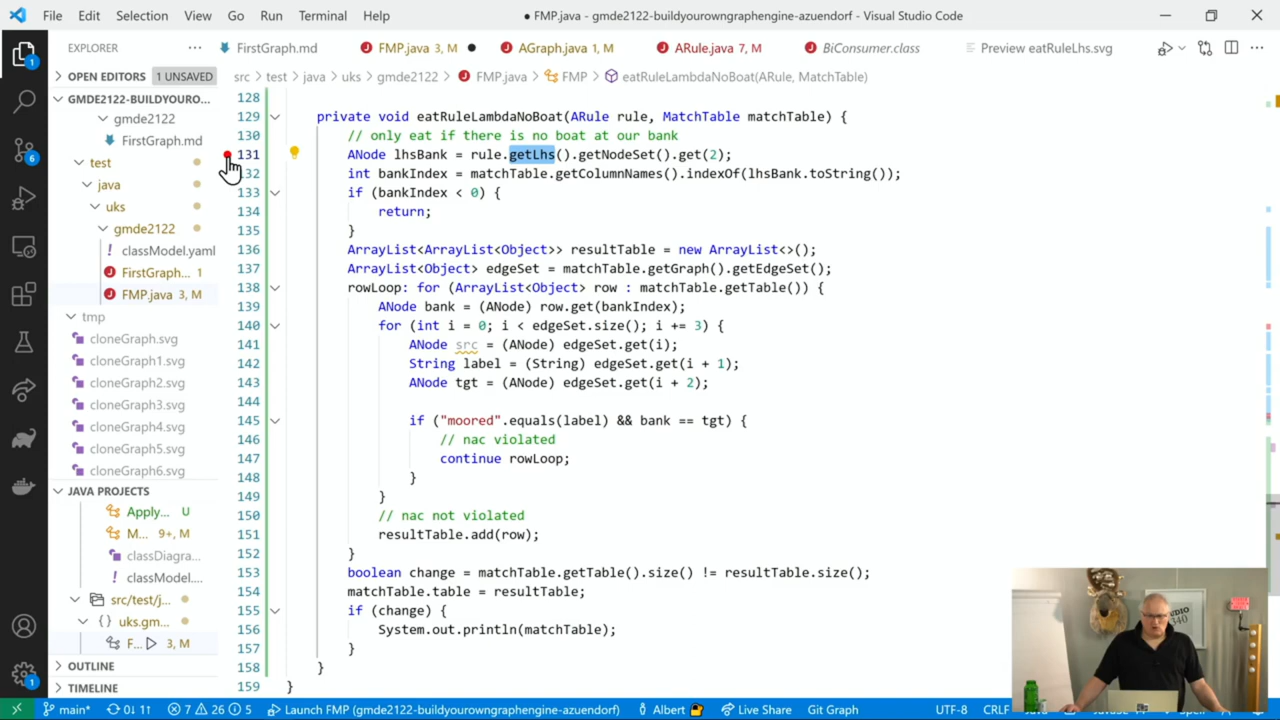 File Edit Selection View Go Run Terminal Help
● FMP.java - gmde2122-buildyourowngraphengine-azuendorf - Visual Studio Code
EXPLORER
FirstGraph.md
FMP.java 3, M
AGraph.java 1, M
ARule.java 7, M
BiConsumer.class
Preview eatRuleLhs.svg
OPEN EDITORS 1 UNSAVED
src > test > java > uks > gmde2122 > FMP.java > FMP > eatRuleLambdaNoBoat(ARule, MatchTable)
GMDE2122-BUILDYOURO...
gmde2122
FirstGraph.md
test
java
uks
gmde2122
classModel.yaml
FirstGraph... 1
FMP.java 3, M
tmp
cloneGraph.svg
cloneGraph1.svg
cloneGraph2.svg
cloneGraph3.svg
cloneGraph4.svg
cloneGraph5.svg
cloneGraph6.svg
JAVA PROJECTS
Apply... U
M... 9+, M
classDiagra...
classModel....
src/test/j...
uks.gm...
F... 3, M
OUTLINE
TIMELINE
128
129 private void eatRuleLambdaNoBoat(ARule rule, MatchTable matchTable) {
130 // only eat if there is no boat at our bank
131 ANode lhsBank = rule.getLhs().getNodeSet().get(2);
132 int bankIndex = matchTable.getColumnNames().indexOf(lhsBank.toString());
133 if (bankIndex < 0) {
134 return;
135 }
136 ArrayList<ArrayList<Object>> resultTable = new ArrayList<>();
137 ArrayList<Object> edgeSet = matchTable.getGraph().getEdgeSet();
138 rowLoop: for (ArrayList<Object> row : matchTable.getTable()) {
139 ANode bank = (ANode) row.get(bankIndex);
140 for (int i = 0; i < edgeSet.size(); i += 3) {
141 ANode src = (ANode) edgeSet.get(i);
142 String label = (String) edgeSet.get(i + 1);
143 ANode tgt = (ANode) edgeSet.get(i + 2);
144
145 if ("moored".equals(label) && bank == tgt) {
146 // nac violated
147 continue rowLoop;
148 }
149 }
150 // nac not violated
151 resultTable.add(row);
152 }
153 boolean change = matchTable.getTable().size() != resultTable.size();
154 matchTable.table = resultTable;
155 if (change) {
156 System.out.println(matchTable);
157 }
158 }
159 }
main* 0↓ 1↑ 7 26 5 Launch FMP (gmde2122-buildyourowngraphengine-azuendorf) Albert Live Share Git Graph UTF-8 CRLF